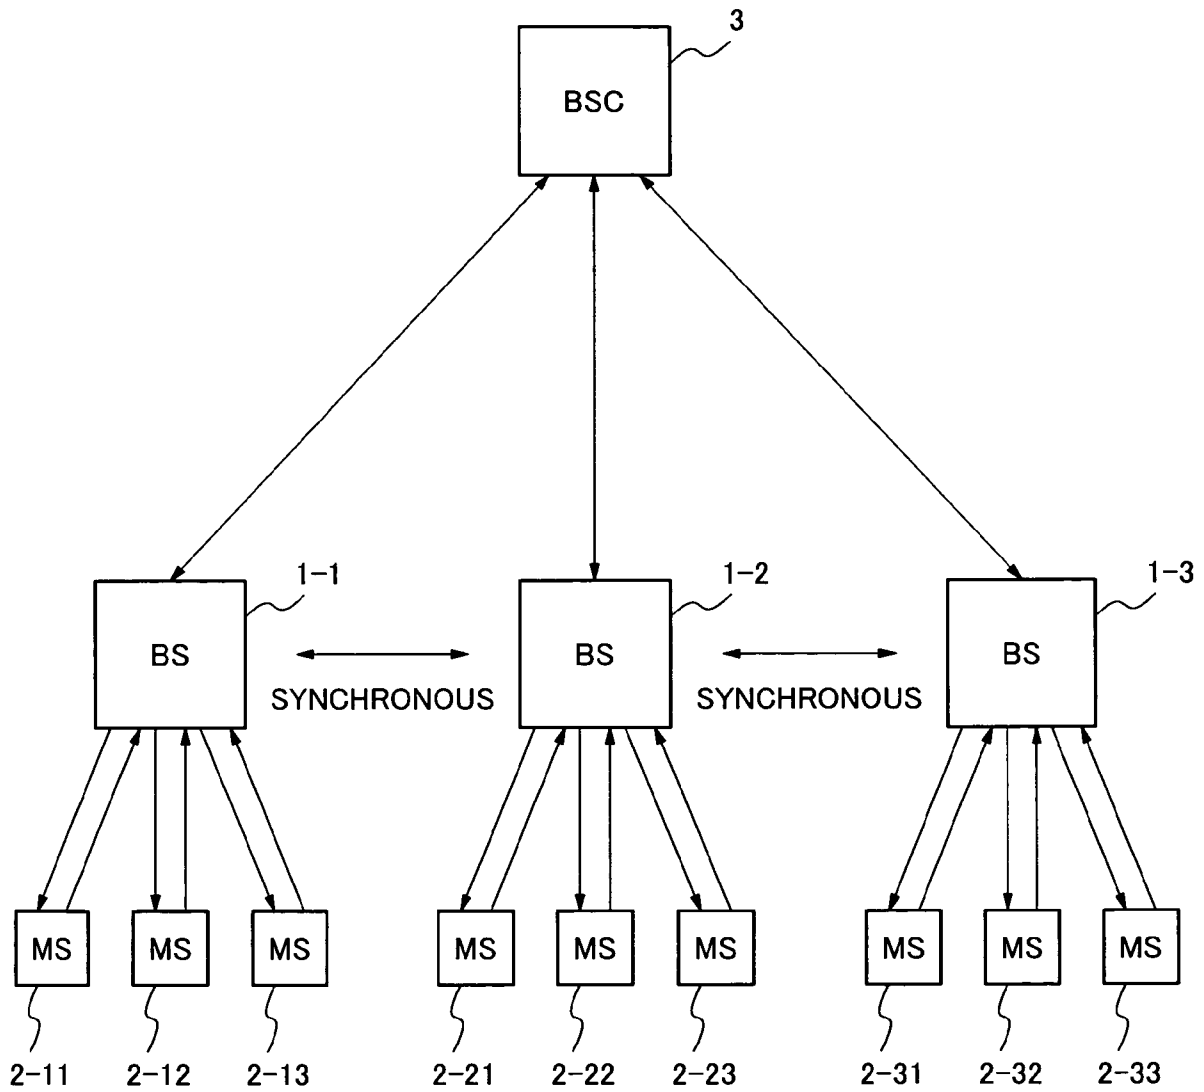 3
BSC
1-1
1-2
1-3
BS
BS
BS
SYNCHRONOUS
SYNCHRONOUS
MS
MS
MS
MS
MS
MS
MS
MS
MS
2-11
2-12
2-13
2-21
2-22
2-23
2-31
2-32
2-33